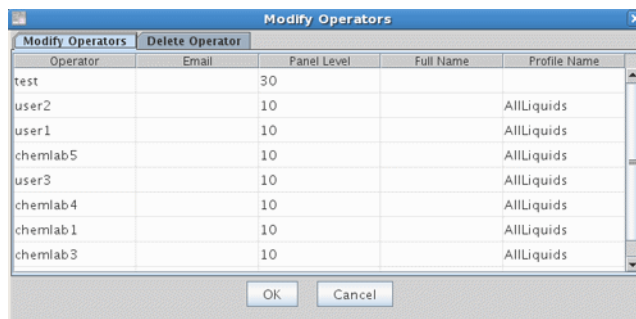 Modify Operators
Modify Operators Delete Operator
Operator Email Panel Level Full Name Profile Name
test 30
user2 10 AllLiquids
user1 10 AllLiquids
chemlab5 10 AllLiquids
user3 10 AllLiquids
chemlab4 10 AllLiquids
chemlab1 10 AllLiquids
chemlab3 10 AllLiquids
OK Cancel